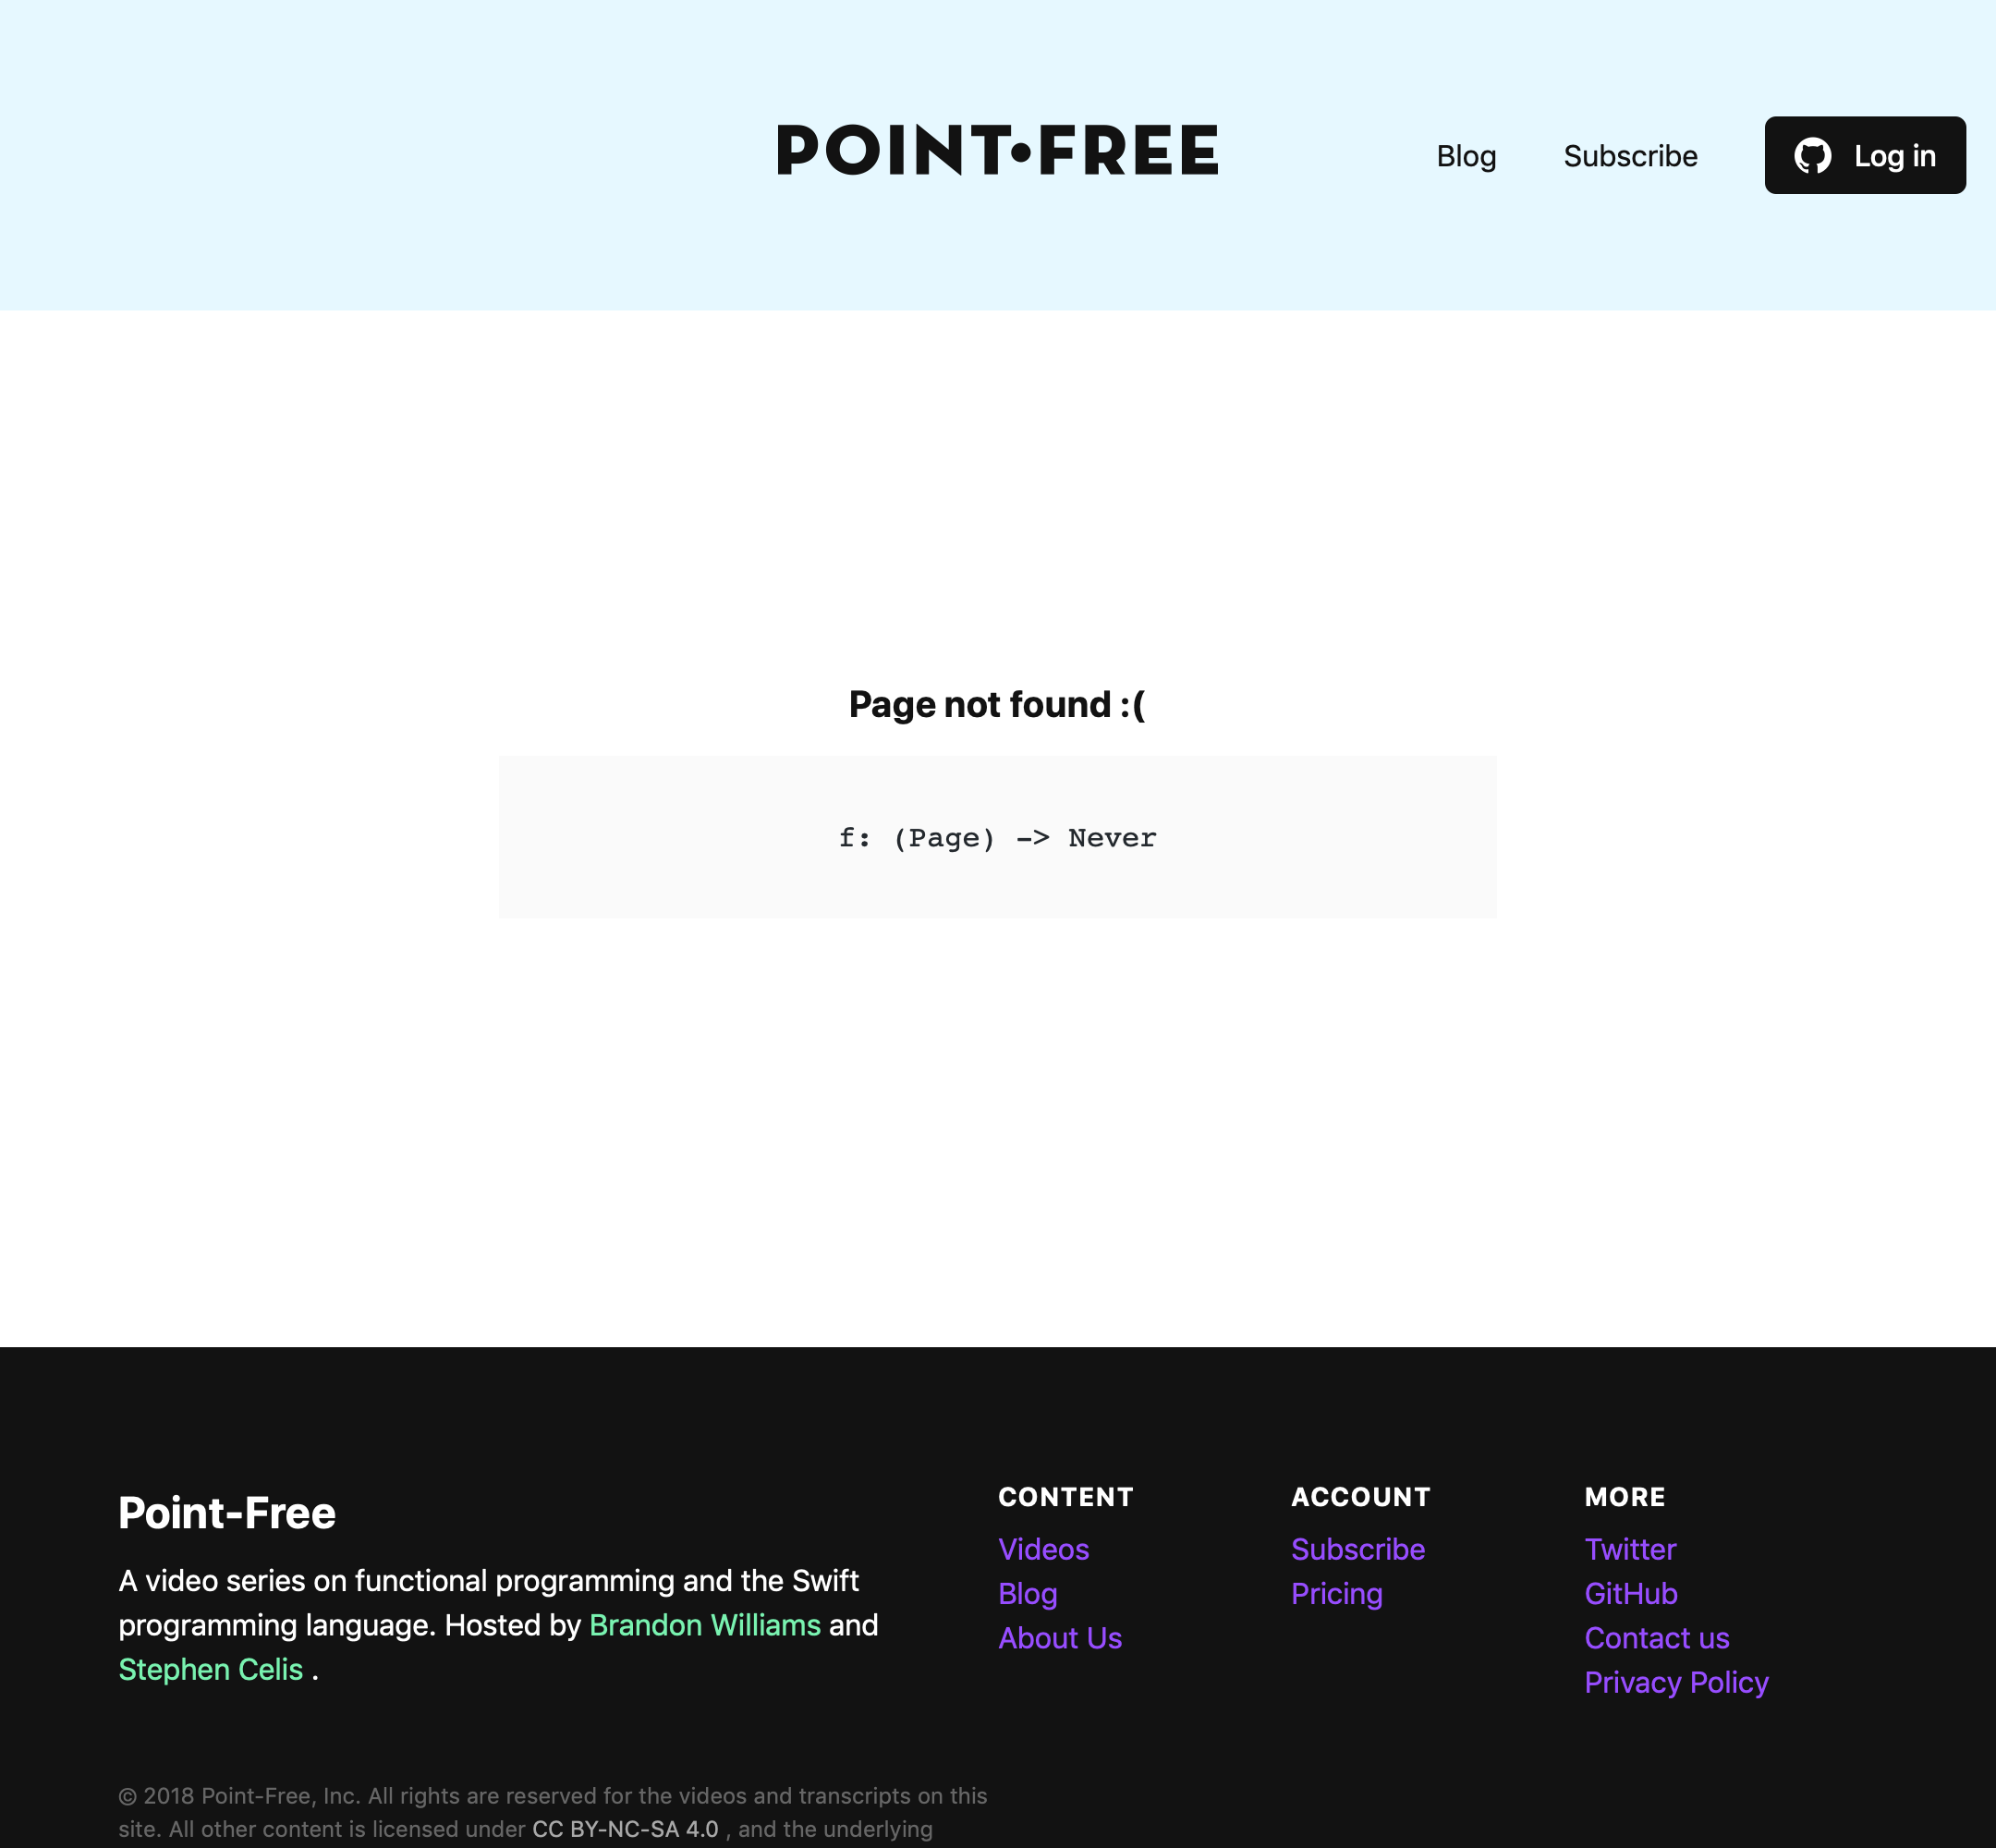 POINT•FREE
Blog
Subscribe
Log in
Page not found :(
f: (Page) -> Never
Point-Free
A video series on functional programming and the Swift
programming language. Hosted by Brandon Williams and
Stephen Celis .
CONTENT
Videos
Blog
About Us
ACCOUNT
Subscribe
Pricing
MORE
Twitter
GitHub
Contact us
Privacy Policy
© 2018 Point-Free, Inc. All rights are reserved for the videos and transcripts on this
site. All other content is licensed under CC BY-NC-SA 4.0 , and the underlying